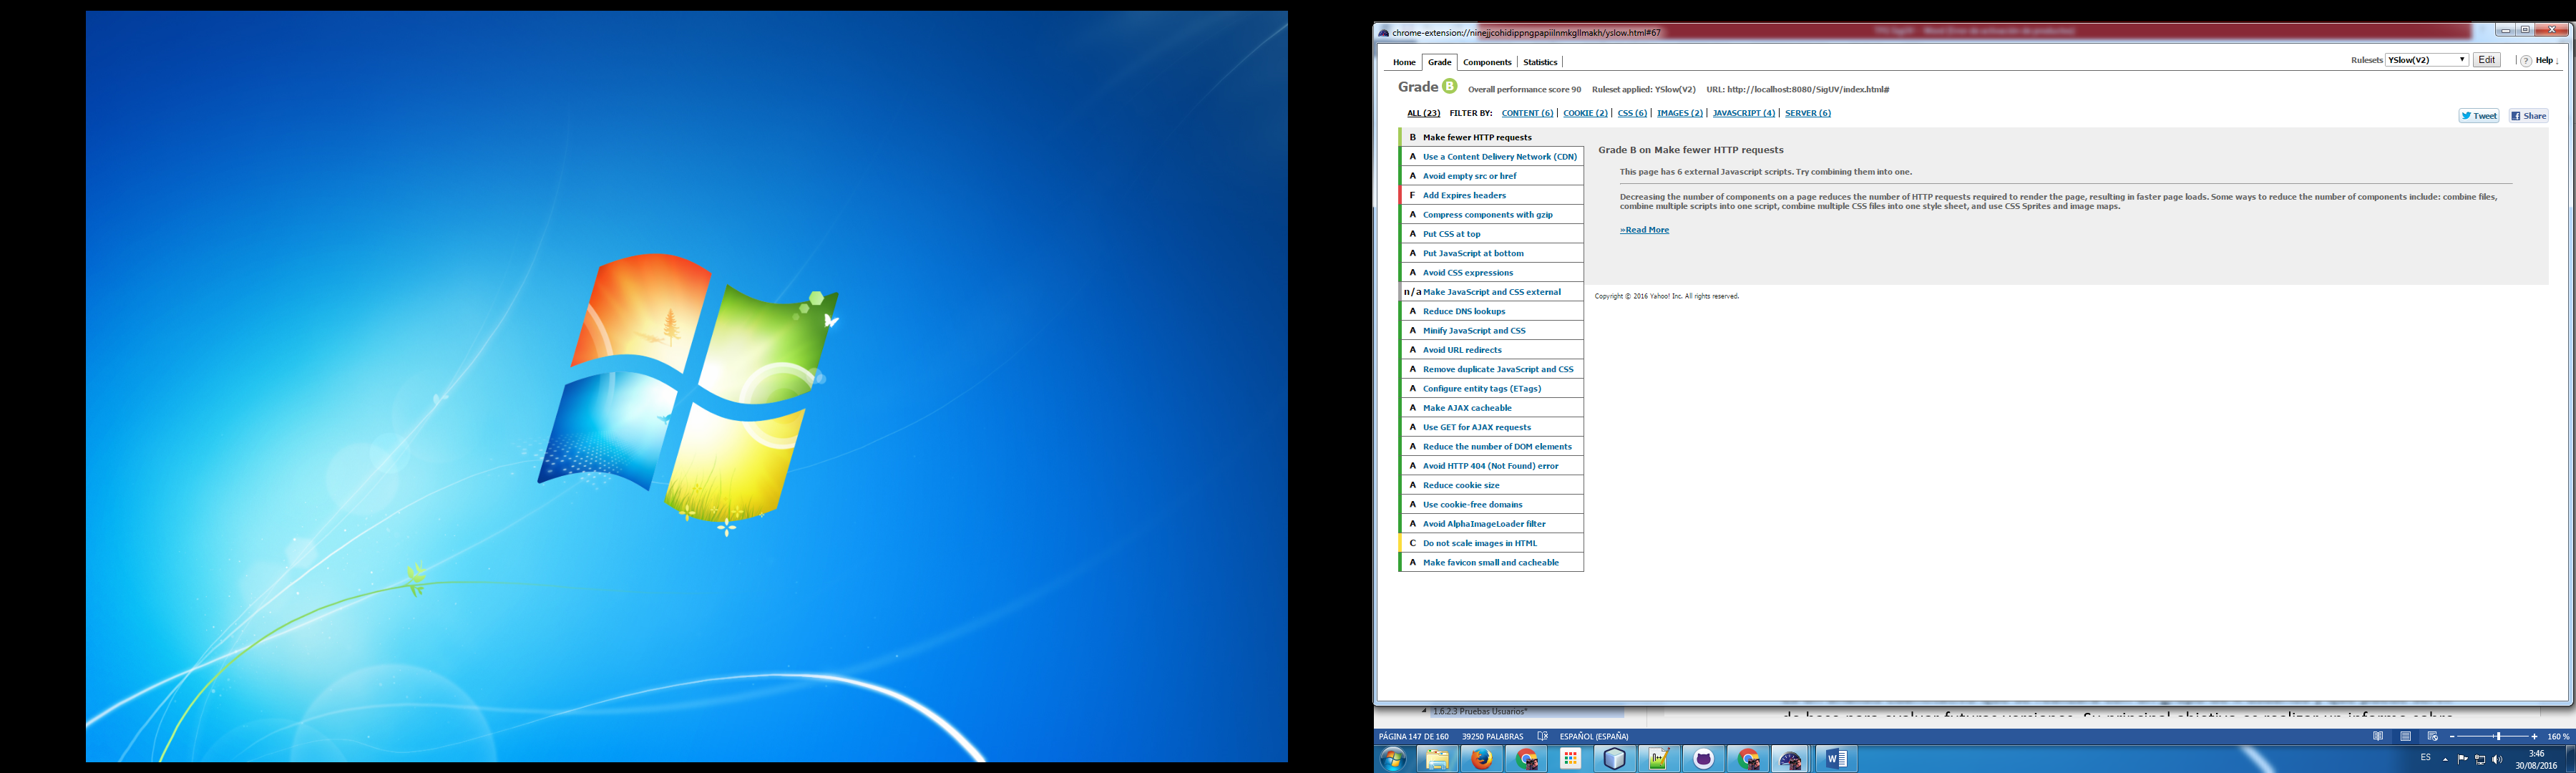 chrome-extension://ninejjcohidippngpapiilnmkgllmakh/yslow.html#67
Home Grade Components Statistics
Rulesets YSlow(V2) Edit ? Help ↓
Grade B Overall performance score 90 Ruleset applied: YSlow(V2) URL: http://localhost:8080/SigUV/index.html#
ALL (23) FILTER BY: CONTENT (6) COOKIE (2) CSS (6) IMAGES (2) JAVASCRIPT (4) SERVER (6)
Tweet Share
B Make fewer HTTP requests
A Use a Content Delivery Network (CDN)
A Avoid empty src or href
F Add Expires headers
A Compress components with gzip
A Put CSS at top
A Put JavaScript at bottom
A Avoid CSS expressions
n/a Make JavaScript and CSS external
A Reduce DNS lookups
A Minify JavaScript and CSS
A Avoid URL redirects
A Remove duplicate JavaScript and CSS
A Configure entity tags (ETags)
A Make AJAX cacheable
A Use GET for AJAX requests
A Reduce the number of DOM elements
A Avoid HTTP 404 (Not Found) error
A Reduce cookie size
A Use cookie-free domains
A Avoid AlphaImageLoader filter
C Do not scale images in HTML
A Make favicon small and cacheable
Grade B on Make fewer HTTP requests
This page has 6 external Javascript scripts. Try combining them into one.
Decreasing the number of components on a page reduces the number of HTTP requests required to render the page, resulting in faster page loads. Some ways to reduce the number of components include: combine files,
combine multiple scripts into one script, combine multiple CSS files into one style sheet, and use CSS Sprites and image maps.
»Read More
Copyright © 2016 Yahoo! Inc. All rights reserved.
1.6.2.3 Pruebas Usuarios"
PÁGINA 147 DE 160 39250 PALABRAS ESPAÑOL (ESPAÑA)
160 %
ES
3:46
30/08/2016